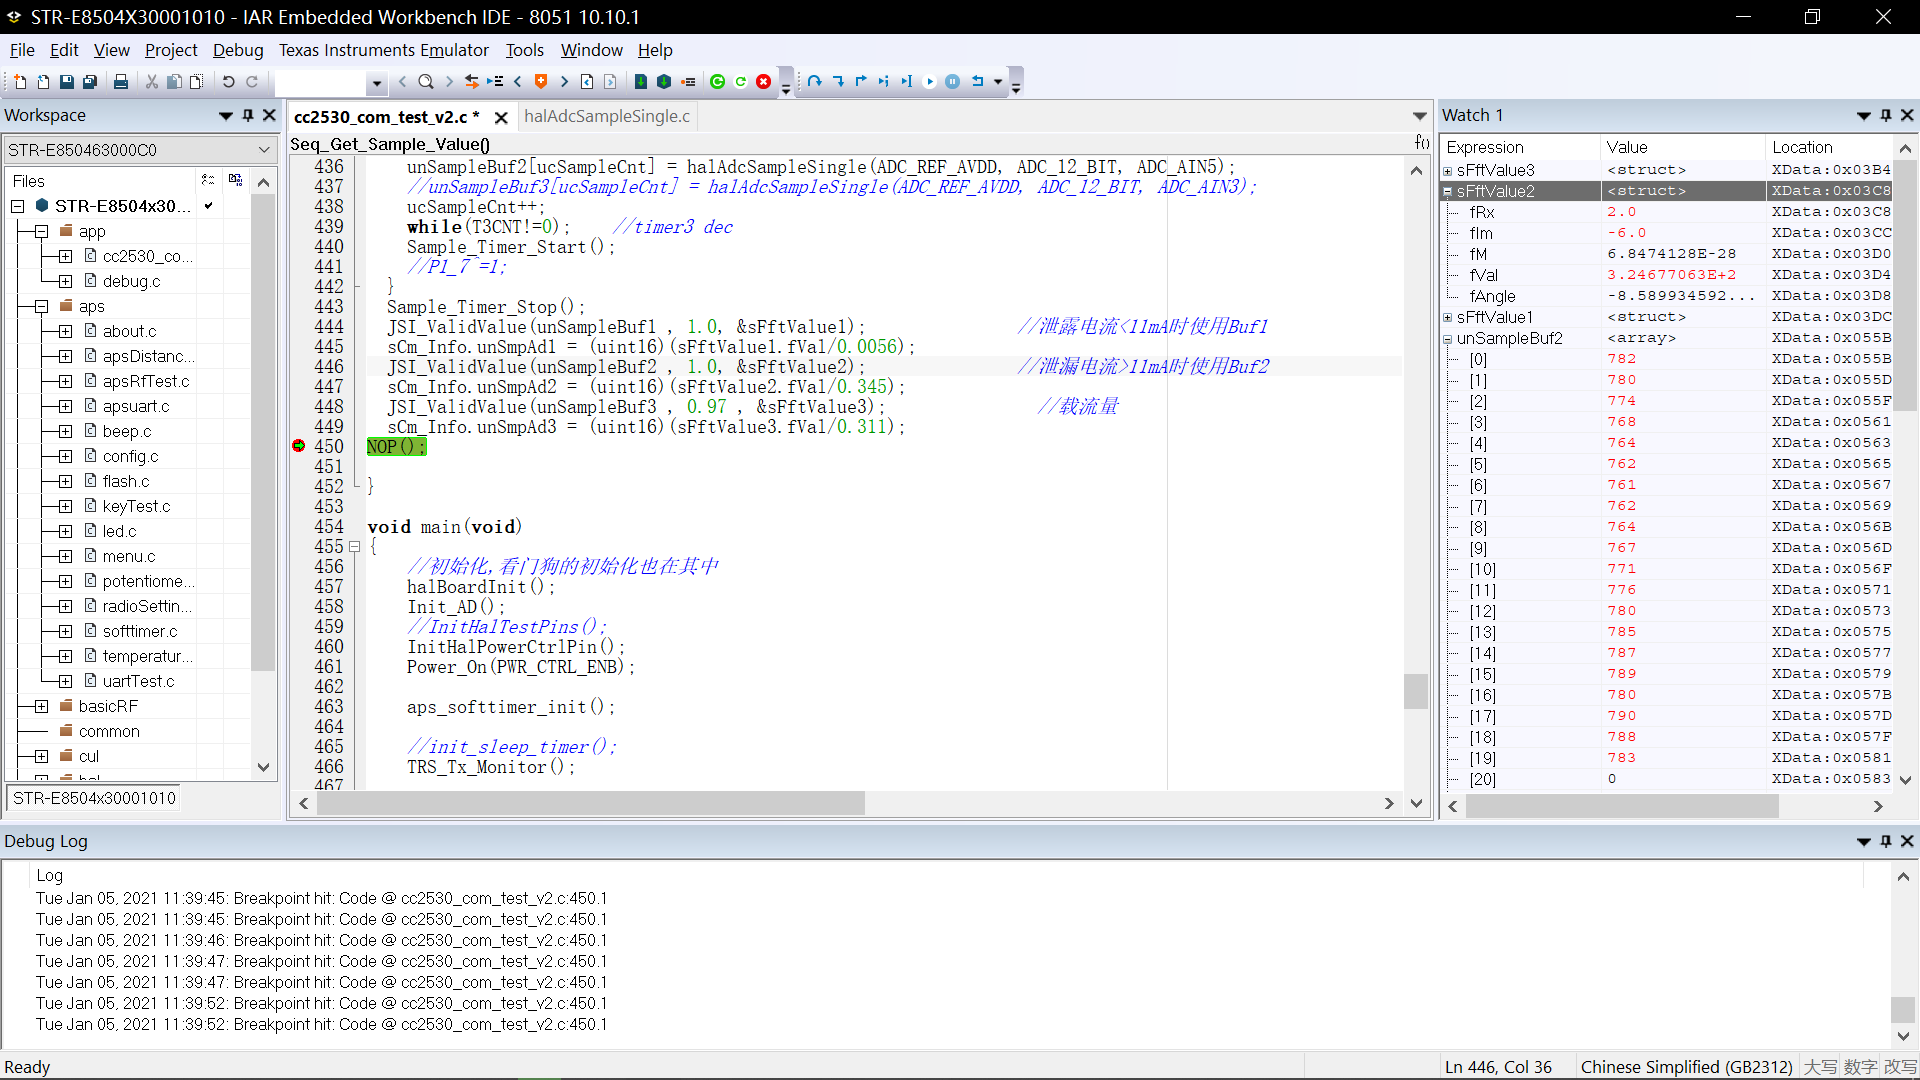 STR-E8504X30001010 - IAR Embedded Workbench IDE - 8051 10.10.1
File Edit View Project Debug Texas Instruments Emulator Tools Window Help
Workspace
STR-E850463000C0
Files
STR-E8504x30...
app
cc2530_co...
debug.c
aps
about.c
apsDistanc...
apsRfTest.c
apsuart.c
beep.c
config.c
flash.c
keyTest.c
led.c
menu.c
potentiome...
radioSettin...
softtimer.c
temperatur...
uartTest.c
basicRF
common
cul
hal
STR-E8504x30001010
cc2530_com_test_v2.c * halAdcSampleSingle.c
Seq_Get_Sample_Value() f()
436 unSampleBuf2[ucSampleCnt] = halAdcSampleSingle(ADC_REF_AVDD, ADC_12_BIT, ADC_AIN5);
437 //unSampleBuf3[ucSampleCnt] = halAdcSampleSingle(ADC_REF_AVDD, ADC_12_BIT, ADC_AIN3);
438 ucSampleCnt++;
439 while(T3CNT!=0); //timer3 dec
440 Sample_Timer_Start();
441 //P1_7^=1;
442 }
443 Sample_Timer_Stop();
444 JSI_ValidValue(unSampleBuf1 , 1.0, &sFftValue1); //泄露电流<11mA时使用Buf1
445 sCm_Info.unSmpAd1 = (uint16)(sFftValue1.fVal/0.0056);
446 JSI_ValidValue(unSampleBuf2 , 1.0, &sFftValue2); //泄漏电流>11mA时使用Buf2
447 sCm_Info.unSmpAd2 = (uint16)(sFftValue2.fVal/0.345);
448 JSI_ValidValue(unSampleBuf3 , 0.97 , &sFftValue3); //载流量
449 sCm_Info.unSmpAd3 = (uint16)(sFftValue3.fVal/0.311);
450 NOP();
451
452 }
453
454 void main(void)
455 {
456 //初始化,看门狗的初始化也在其中
457 halBoardInit();
458 Init_AD();
459 //InitHalTestPins();
460 InitHalPowerCtrlPin();
461 Power_On(PWR_CTRL_ENB);
462
463 aps_softtimer_init();
464
465 //init_sleep_timer();
466 TRS_Tx_Monitor();
467
Watch 1
Expression Value Location
sFftValue3 <struct> XData:0x03B4
sFftValue2 <struct> XData:0x03C8
fRx 2.0 XData:0x03C8
fIm -6.0 XData:0x03CC
fM 6.8474128E-28 XData:0x03D0
fVal 3.24677063E+2 XData:0x03D4
fAngle -8.589934592... XData:0x03D8
sFftValue1 <struct> XData:0x03DC
unSampleBuf2 <array> XData:0x055B
[0] 782 XData:0x055B
[1] 780 XData:0x055D
[2] 774 XData:0x055F
[3] 768 XData:0x0561
[4] 764 XData:0x0563
[5] 762 XData:0x0565
[6] 761 XData:0x0567
[7] 762 XData:0x0569
[8] 764 XData:0x056B
[9] 767 XData:0x056D
[10] 771 XData:0x056F
[11] 776 XData:0x0571
[12] 780 XData:0x0573
[13] 785 XData:0x0575
[14] 787 XData:0x0577
[15] 789 XData:0x0579
[16] 780 XData:0x057B
[17] 790 XData:0x057D
[18] 788 XData:0x057F
[19] 783 XData:0x0581
[20] 0 XData:0x0583
Debug Log
Log
Tue Jan 05, 2021 11:39:45: Breakpoint hit: Code @ cc2530_com_test_v2.c:450.1
Tue Jan 05, 2021 11:39:45: Breakpoint hit: Code @ cc2530_com_test_v2.c:450.1
Tue Jan 05, 2021 11:39:46: Breakpoint hit: Code @ cc2530_com_test_v2.c:450.1
Tue Jan 05, 2021 11:39:47: Breakpoint hit: Code @ cc2530_com_test_v2.c:450.1
Tue Jan 05, 2021 11:39:47: Breakpoint hit: Code @ cc2530_com_test_v2.c:450.1
Tue Jan 05, 2021 11:39:52: Breakpoint hit: Code @ cc2530_com_test_v2.c:450.1
Tue Jan 05, 2021 11:39:52: Breakpoint hit: Code @ cc2530_com_test_v2.c:450.1
Ready Ln 446, Col 36 Chinese Simplified (GB2312) 大写 数字 改写